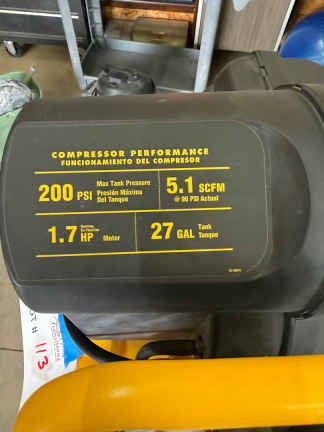 COMPRESSOR PERFORMANCE
FUNCIONAMIENTO DEL COMPRESOR
200 PSI Max Tank Pressure
Presión Máxima
Del Tanque
5.1 SCFM
@ 90 PSI Actual
1.7 HP Motor
27 GAL Tank
Tanque
113